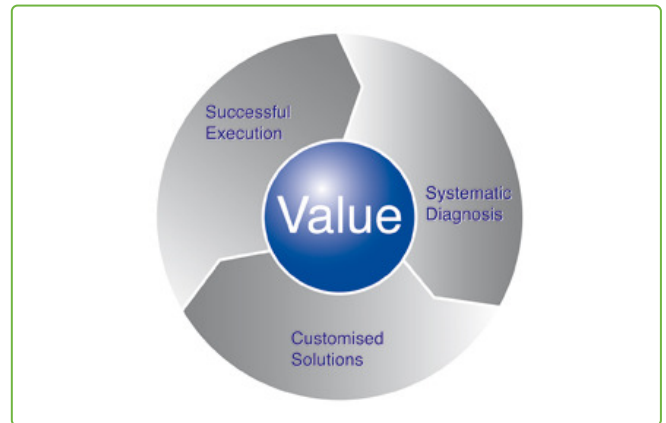 Successful
Execution
Value
Systematic
Diagnosis
Customised
Solutions